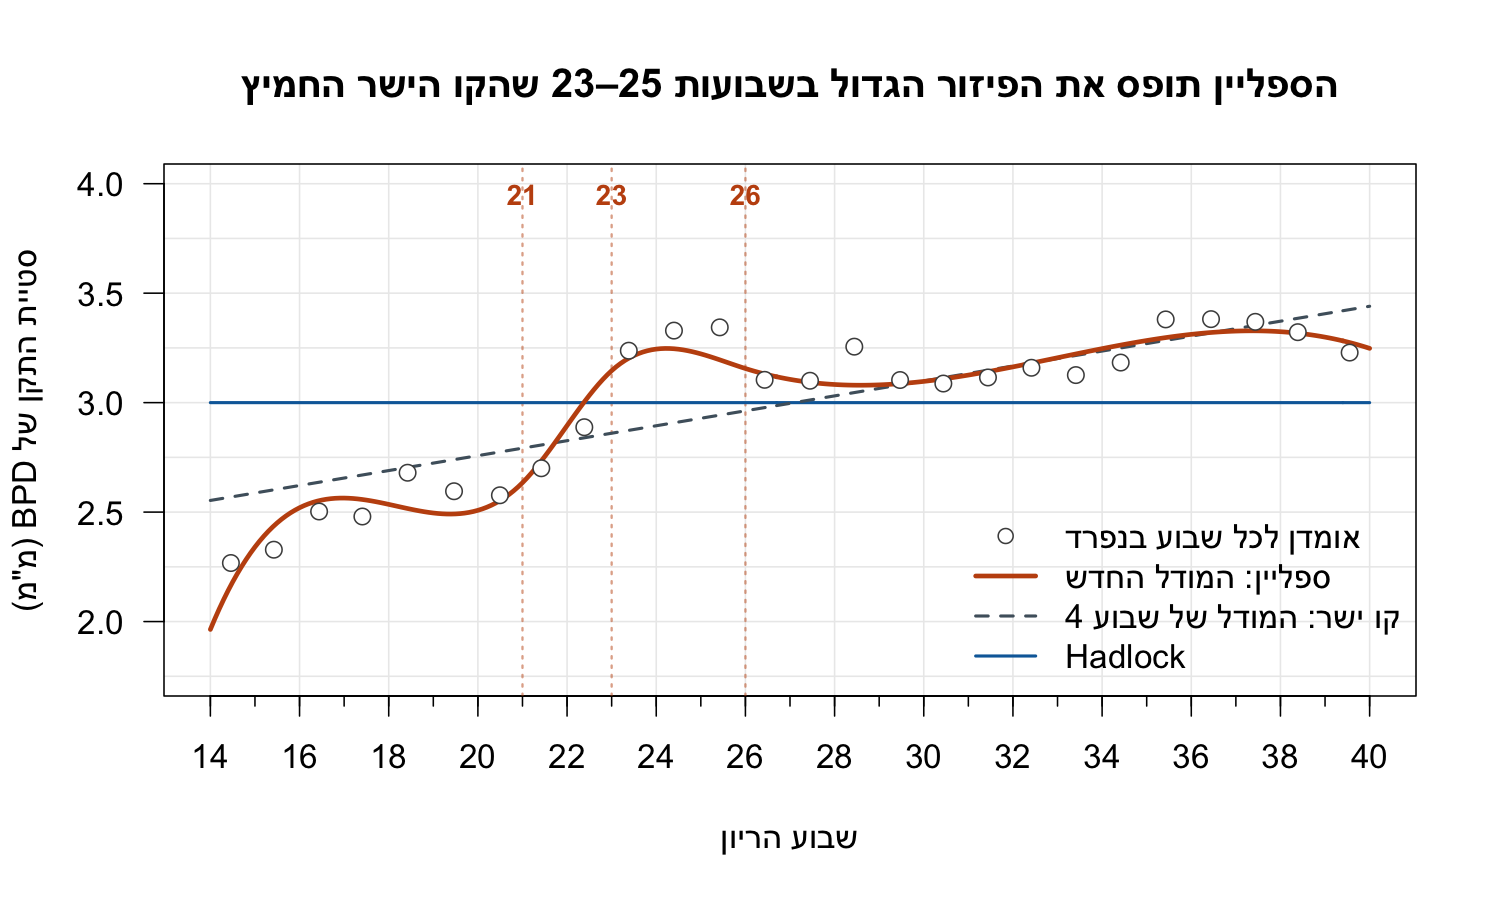 הספליין תופס את הפיזור הגדול בשבועות 23–25 שהקו הישר החמיץ
סטיית התקן של BPD (מ"מ)
4.0
3.5
3.0
2.5
2.0
21 23 26
אומדן לכל שבוע בנפרד
ספליין: המודל החדש
קו ישר: המודל של שבוע 4
Hadlock
14 16 18 20 22 24 26 28 30 32 34 36 38 40
שבוע הריון